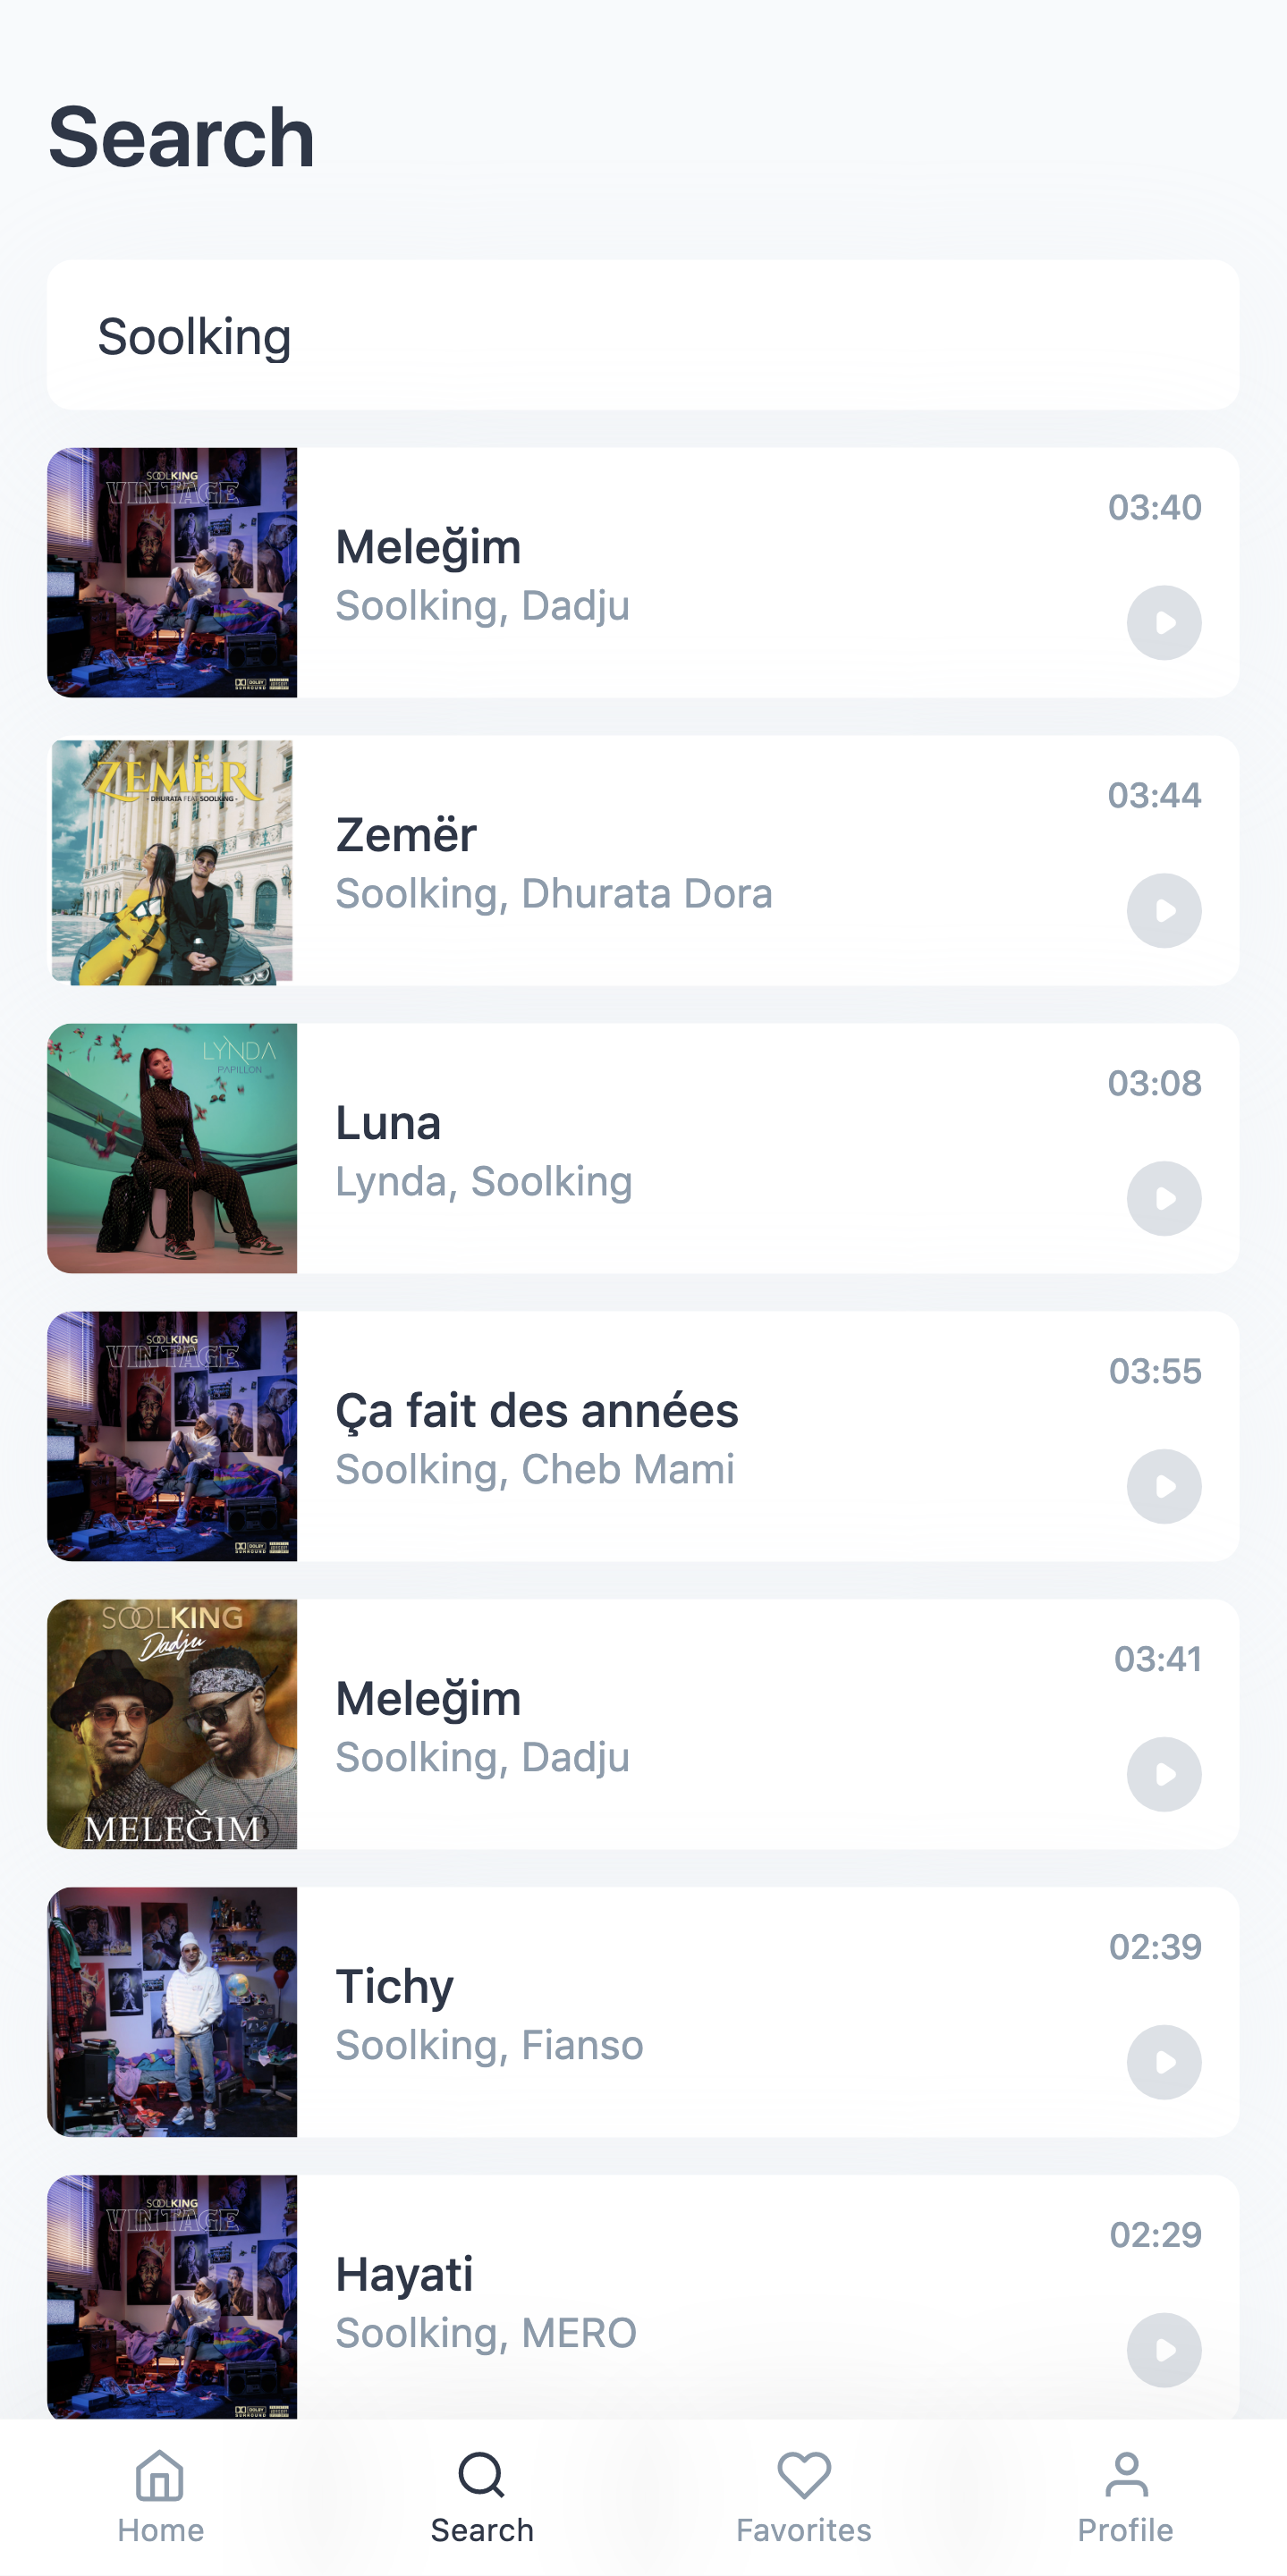 Search
Soolking
SOOLKING
VINTAGE
Meleğim
Soolking, Dadju
03:40
ZEMËR
- DHURATA FEAT SOOLKING -
Zemër
Soolking, Dhurata Dora
03:44
LYNDA
PAPILLON
Luna
Lynda, Soolking
03:08
SOOLKING
VINTAGE
Ça fait des années
Soolking, Cheb Mami
03:55
SOOLKING
Dadju
MELEĞIM
Meleğim
Soolking, Dadju
03:41
Tichy
Soolking, Fianso
02:39
SOOLKING
VINTAGE
Hayati
Soolking, MERO
02:29
Home
Search
Favorites
Profile